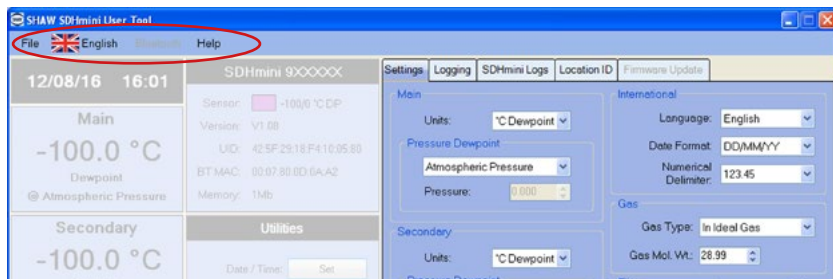 SHAW SDHmini User Tool
File English Bluetooth Help
12/08/16 16:01
Main
-100.0 °C
Dewpoint
@ Atmospheric Pressure
Secondary
-100.0 °C
SDHmini 9XXXXX
Sensor: -100/0 °C DP
Version: V1.08
UID: 42:5F:29:18:F4:10:95:80
BT MAC: 00:07:80:0D:0A:A2
Memory: 1Mb
Utilities
Date / Time: Set
Settings Logging SDHmini Logs Location ID Firmware Update
Main
Units: °C Dewpoint
Pressure Dewpoint
Atmospheric Pressure
Pressure: 0.000
Secondary
Units: °C Dewpoint
Pressure Dewpoint
International
Language: English
Date Format: DD/MM/YY
Numerical
Delimiter: 123.45
Gas
Gas Type: In Ideal Gas
Gas Mol. Wt.: 28.99